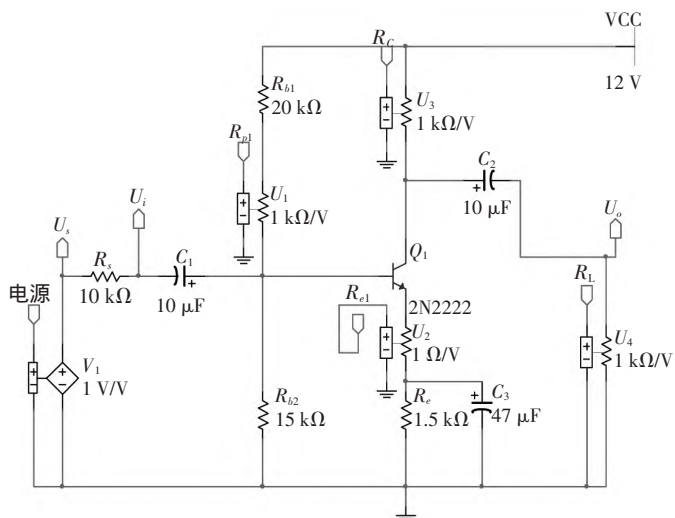 VCC
12 V
R_C
R_b1
20 kΩ
U_3
1 kΩ/V
R_p1
U_1
1 kΩ/V
C_2
10 μF
U_s
U_i
U_o
R_s
10 kΩ
C_1
10 μF
Q_1
2N2222
R_L
电源
R_e1
U_2
1 Ω/V
U_4
1 kΩ/V
V_1
1 V/V
R_b2
15 kΩ
R_e
1.5 kΩ
C_3
47 μF